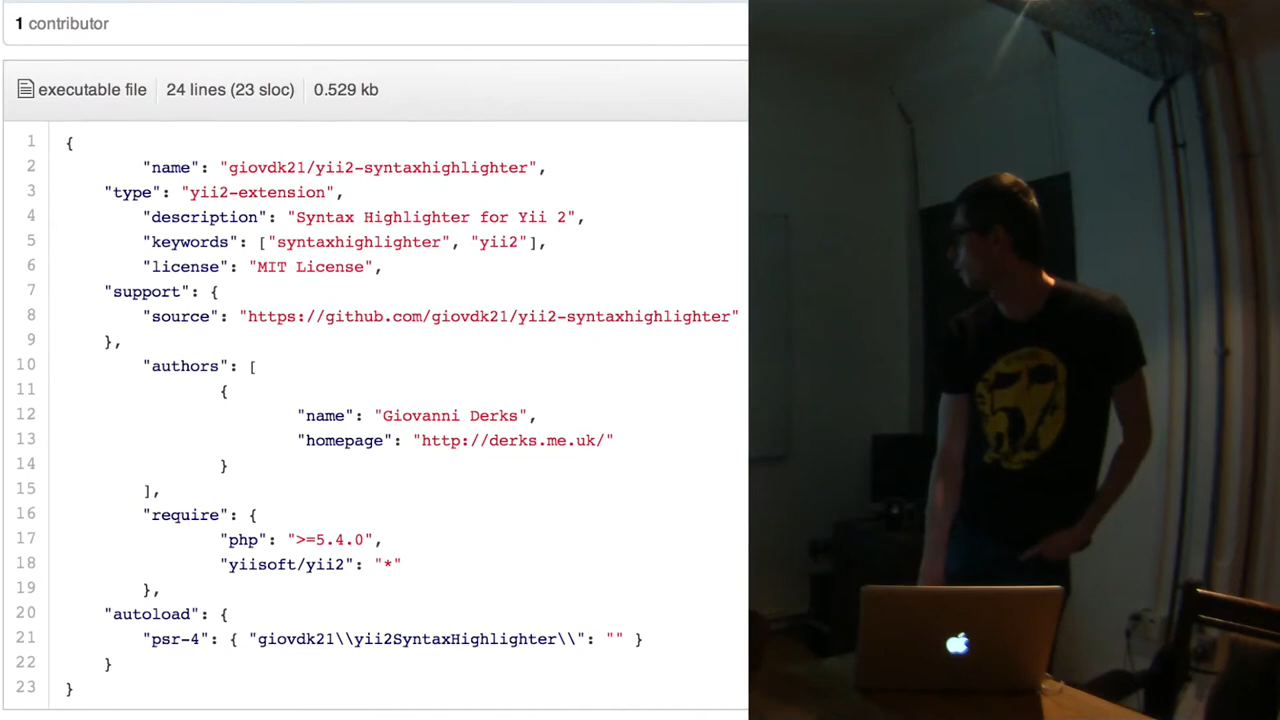 1 contributor
executable file 24 lines (23 sloc) 0.529 kb
1 {
2 "name": "giovdk21/yii2-syntaxhighlighter",
3 "type": "yii2-extension",
4 "description": "Syntax Highlighter for Yii 2",
5 "keywords": ["syntaxhighlighter", "yii2"],
6 "license": "MIT License",
7 "support": {
8 "source": "https://github.com/giovdk21/yii2-syntaxhighlighter"
9 },
10 "authors": [
11 {
12 "name": "Giovanni Derks",
13 "homepage": "http://derks.me.uk/"
14 }
15 ],
16 "require": {
17 "php": ">=5.4.0",
18 "yiisoft/yii2": "*"
19 },
20 "autoload": {
21 "psr-4": { "giovdk21\\yii2SyntaxHighlighter\\": "" }
22 }
23 }